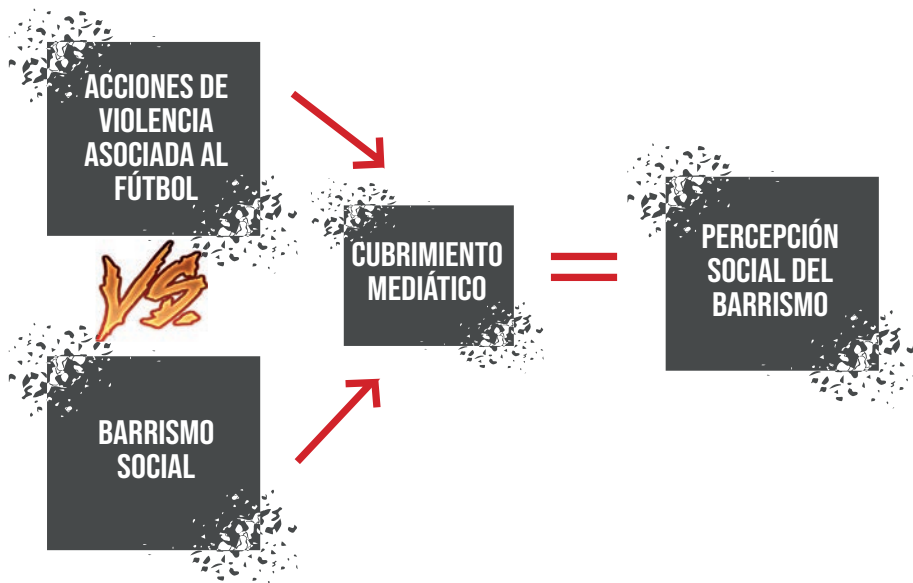 ACCIONES DE
VIOLENCIA
ASOCIADA AL
FÚTBOL
VS.
BARRISMO
SOCIAL
CUBRIMIENTO
MEDIÁTICO
=
PERCEPCIÓN
SOCIAL DEL
BARRISMO